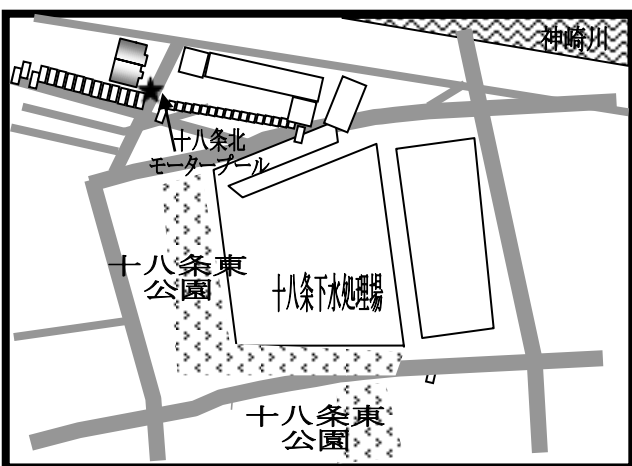 神崎川
十八条北
モータープール
十八条東
公園
十八条下水処理場
十八条東
公園